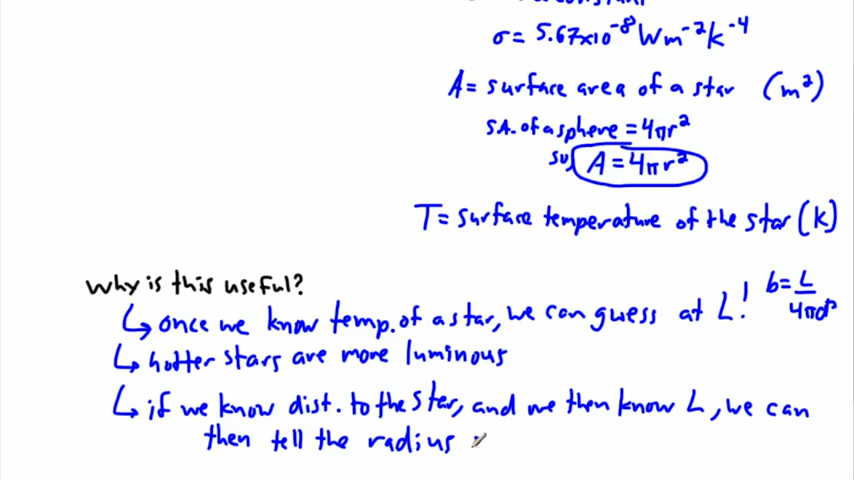 constant
σ = 5.67x10⁻⁸ Wm⁻²K⁻⁴
A = surface area of a star (m²)
S.A. of a sphere = 4πr²
A = 4πr²
T = surface temperature of the star (K)
Why is this useful?
↳ once we know temp. of a star, we can guess at L! b = L/4πd²
↳ hotter stars are more luminous
↳ if we know dist. to the star, and we then know L, we can
then tell the radius